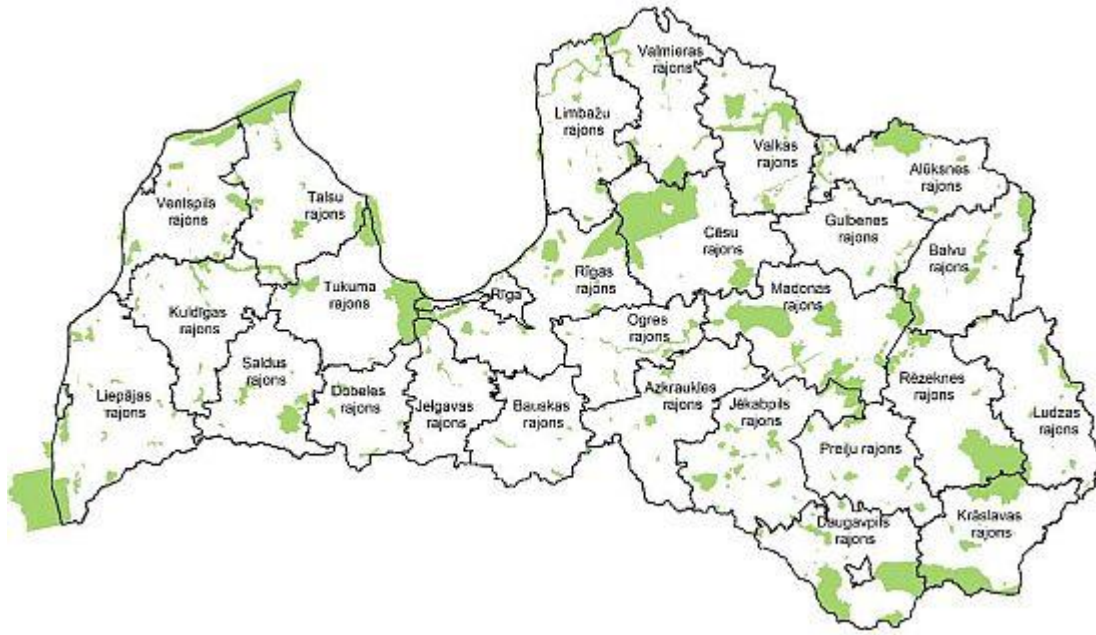 Valmieras
rajons
Limbažu
rajons
Valkas
rajons
Alūksnes
rajons
Ventspils
rajons
Talsu
rajons
Cēsu
rajons
Gulbenes
rajons
Balvu
rajons
Rīgas
rajons
Rīga
Tukuma
rajons
Madonas
rajons
Kuldīgas
rajons
Ogres
rajons
Saldus
rajons
Rēzeknes
rajons
Liepājas
rajons
Dobeles
rajons
Jelgavas
rajons
Bauskas
rajons
Azkraukles
rajons
Jēkabpils
rajons
Ludzas
rajons
Preiļu rajons
Daugavpils
rajons
Krāslavas
rajons